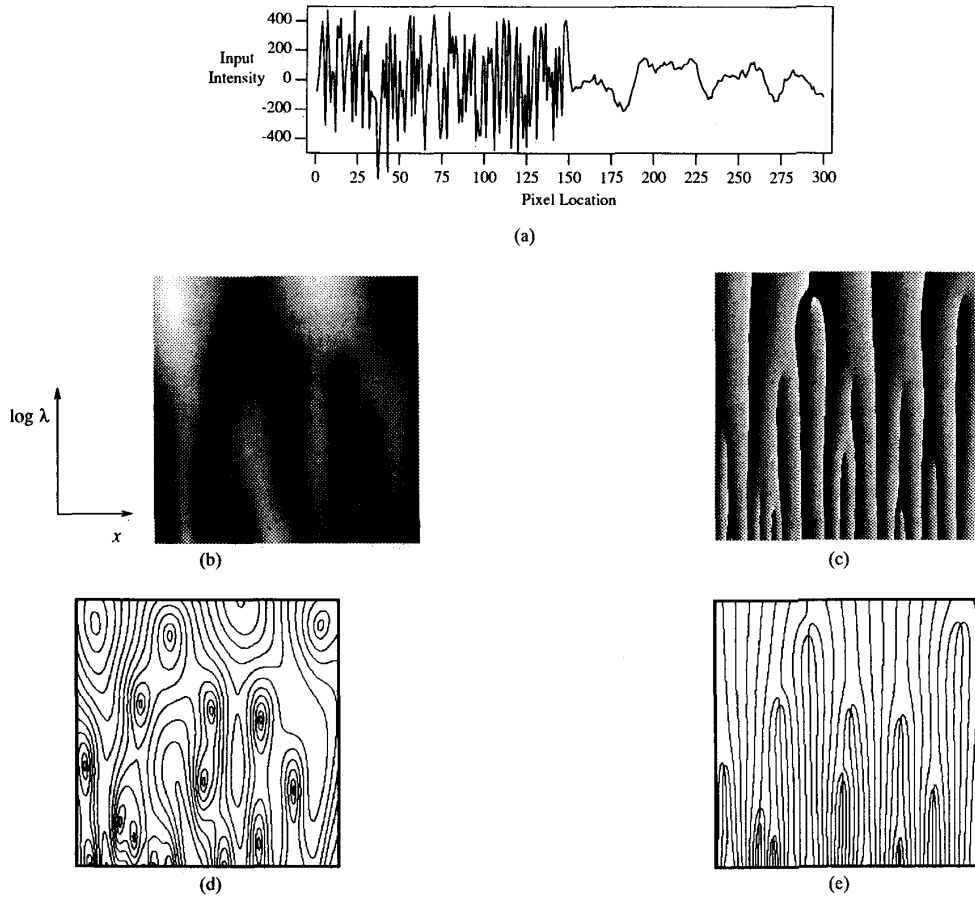 400
200
0
-200
-400
Input
Intensity
0 25 50 75 100 125 150 175 200 225 250 275 300
Pixel Location
(a)
log λ
x
(b)
(c)
(d)
(e)